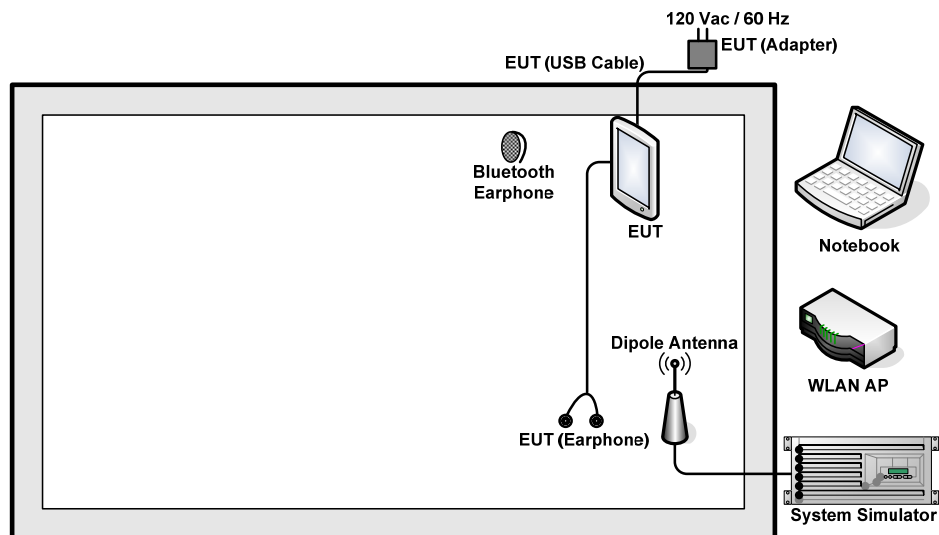 120 Vac / 60 Hz
EUT (Adapter)
EUT (USB Cable)
Bluetooth
Earphone
EUT
Notebook
Dipole Antenna
WLAN AP
EUT (Earphone)
System Simulator